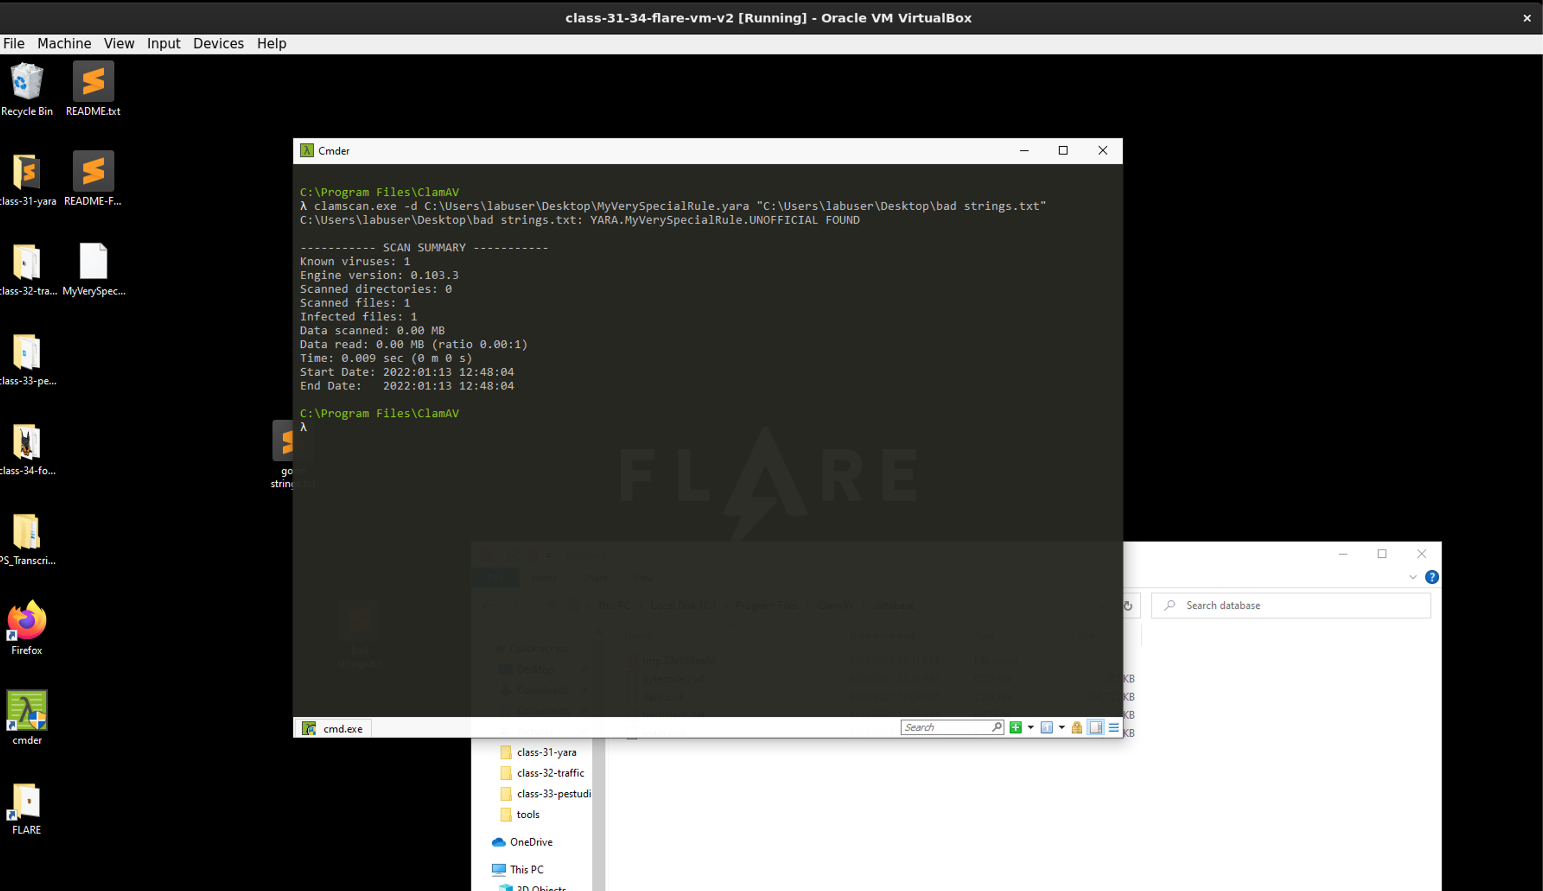 class-31-34-flare-vm-v2 [Running] - Oracle VM VirtualBox
File Machine View Input Devices Help
Recycle Bin
README.txt
class-31-yara
README-F...
class-32-tra...
MyVerySpec...
class-33-pe...
class-34-fo...
PS_Transcri...
Firefox
cmder
FLARE
Cmder
C:\Program Files\ClamAV
λ clamscan.exe -d C:\Users\labuser\Desktop\MyVerySpecialRule.yara "C:\Users\labuser\Desktop\bad strings.txt"
C:\Users\labuser\Desktop\bad strings.txt: YARA.MyVerySpecialRule.UNOFFICIAL FOUND
----------- SCAN SUMMARY -----------
Known viruses: 1
Engine version: 0.103.3
Scanned directories: 0
Scanned files: 1
Infected files: 1
Data scanned: 0.00 MB
Data read: 0.00 MB (ratio 0.00:1)
Time: 0.009 sec (0 m 0 s)
Start Date: 2022:01:13 12:48:04
End Date:   2022:01:13 12:48:04
C:\Program Files\ClamAV
λ
FLARE
cmd.exe
Search
Search database
KB
KB
KB
KB
class-31-yara
class-32-traffic
class-33-pestudi
tools
OneDrive
This PC
3D Objects